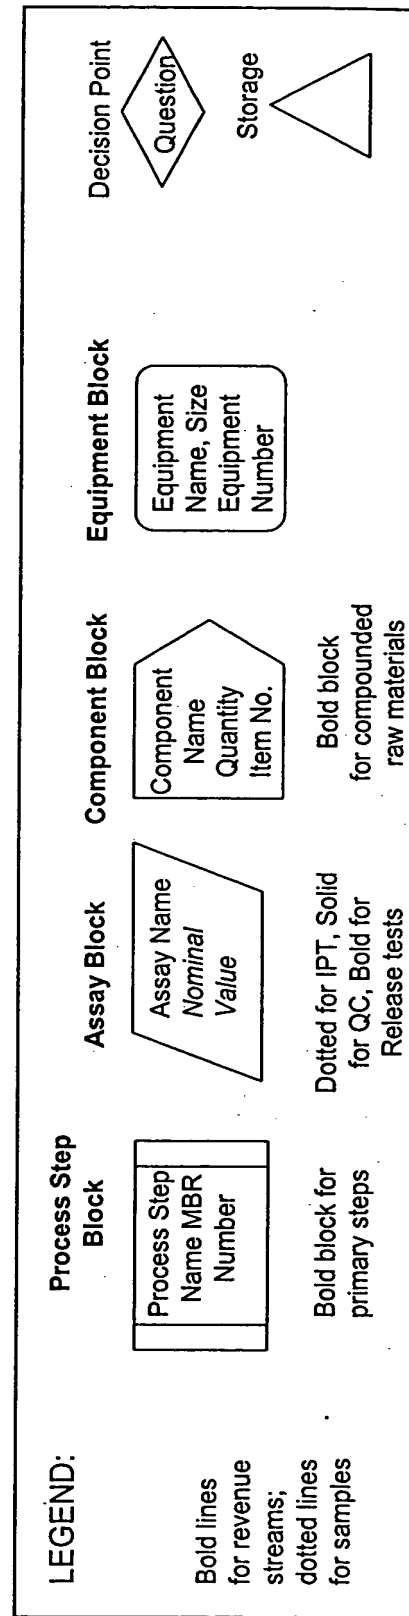 LEGEND:
Bold lines
for revenue
streams;
dotted lines
for samples
Process Step
Block
Process Step
Name MBR
Number
Bold block for
primary steps
Assay Block
Assay Name
Nominal
Value
Dotted for IPT, Solid
for QC, Bold for
Release tests
Component Block
Component
Name
Quantity
Item No.
Bold block
for compounded
raw materials
Equipment Block
Equipment
Name, Size
Equipment
Number
Decision Point
Question
Storage